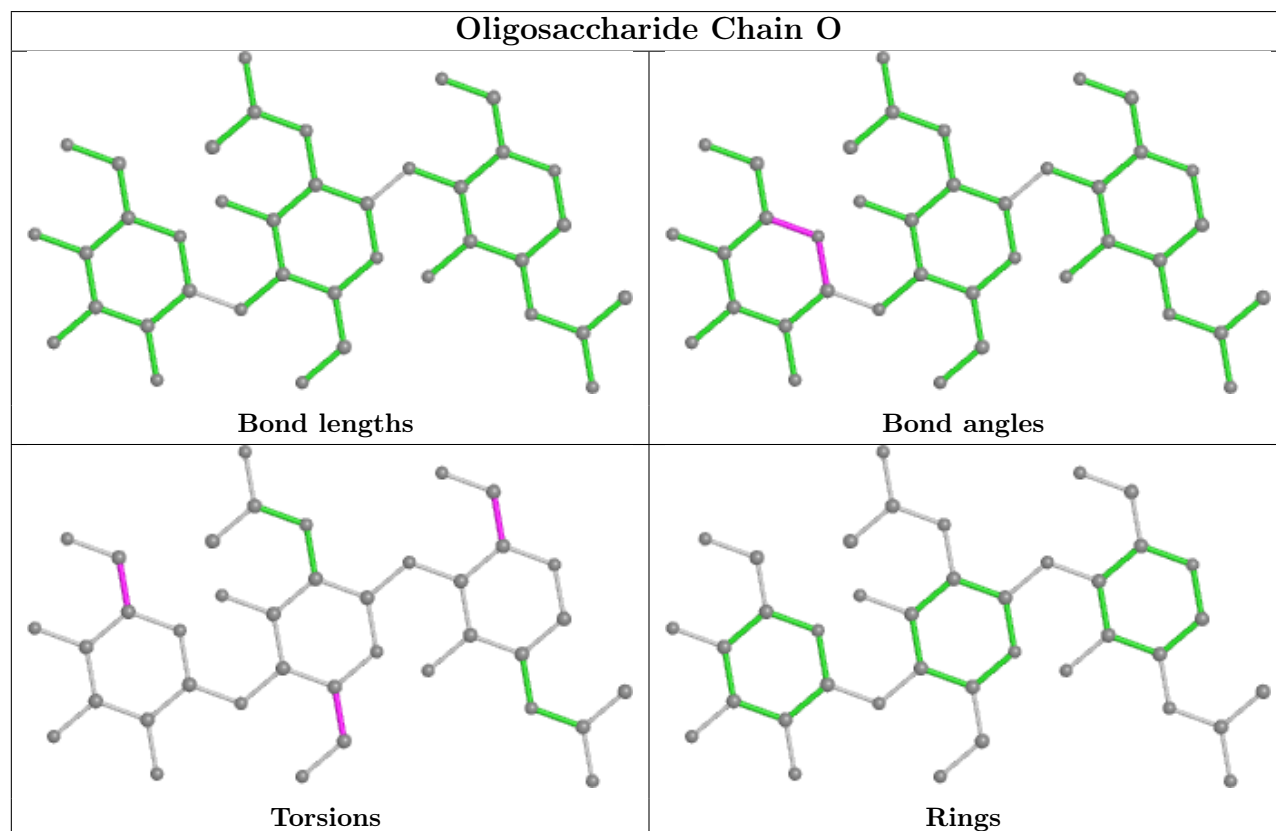 Oligosaccharide Chain O
Bond lengths
Bond angles
Torsions
Rings